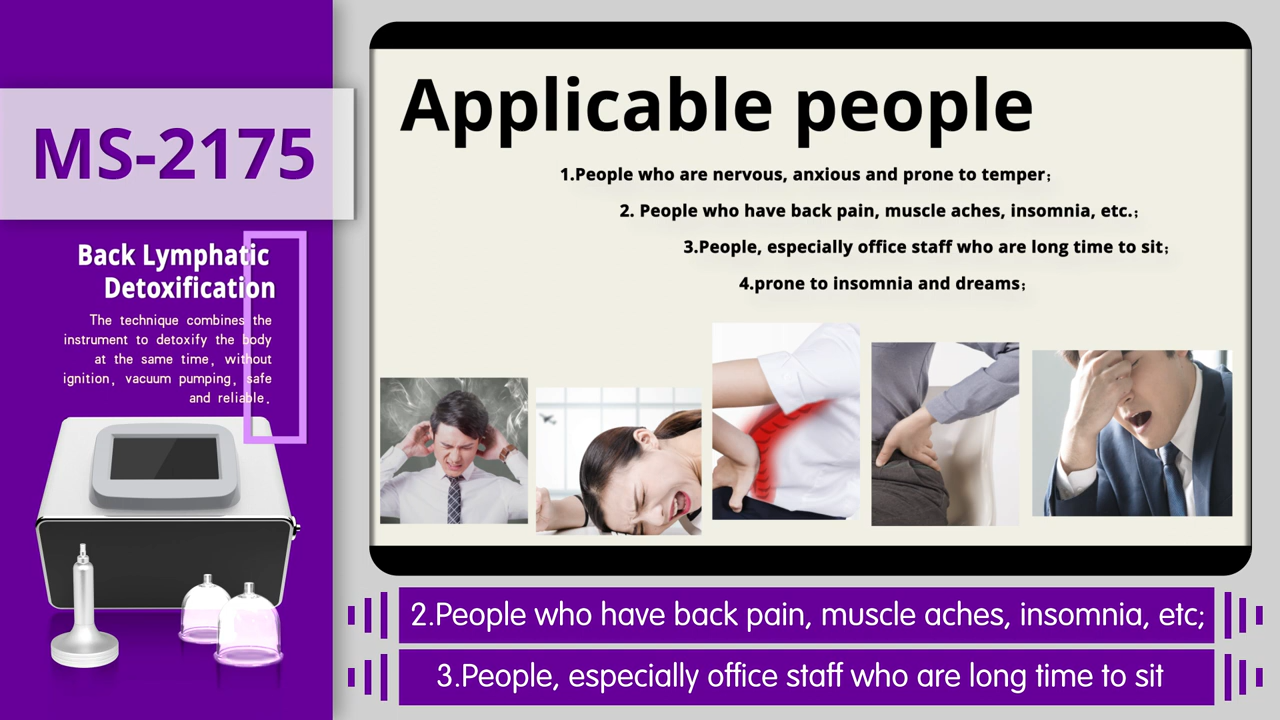 MS-2175
Back Lymphatic
Detoxification
The technique combines the
instrument to detoxify the body
at the same time, without
ignition, vacuum pumping, safe
and reliable.
Applicable people
1.People who are nervous, anxious and prone to temper;
2. People who have back pain, muscle aches, insomnia, etc.;
3.People, especially office staff who are long time to sit;
4.prone to insomnia and dreams;
2.People who have back pain, muscle aches, insomnia, etc;
3.People, especially office staff who are long time to sit